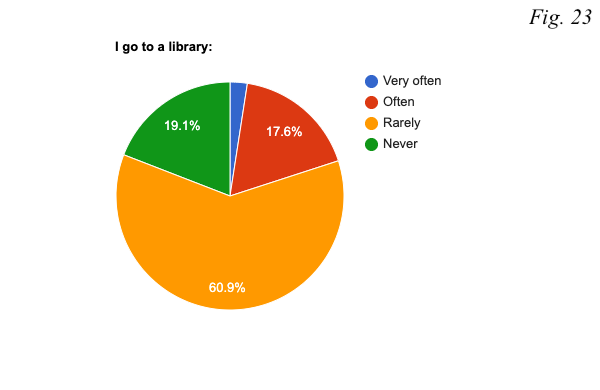 Fig. 23
I go to a library:
Very often
Often
Rarely
Never
19.1%
17.6%
60.9%